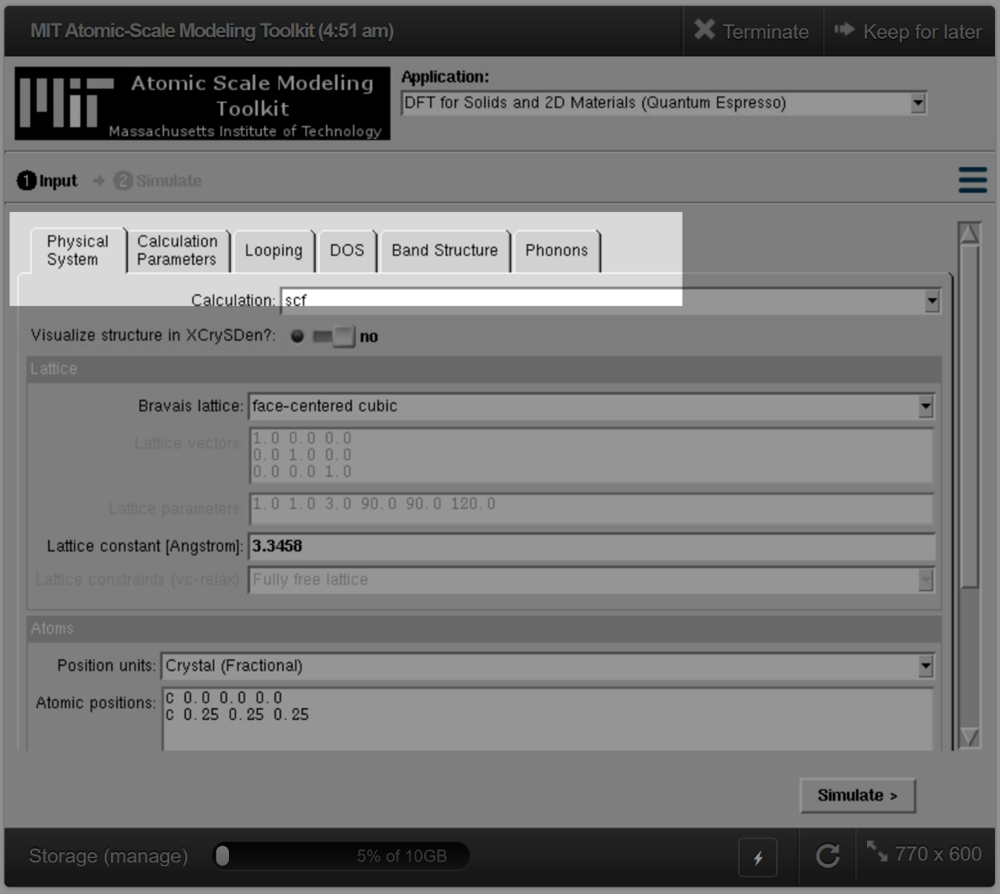 MIT Atomic-Scale Modeling Toolkit (4:51 am)
Terminate
Keep for later
MIT
Atomic Scale Modeling
Toolkit
Massachusetts Institute of Technology
Application:
DFT for Solids and 2D Materials (Quantum Espresso)
1 Input
2 Simulate
Physical
System
Calculation
Parameters
Looping
DOS
Band Structure
Phonons
Calculation: scf
Visualize structure in XCrySDen?: no
Lattice
Bravais lattice: face-centered cubic
Lattice vectors: 1.0 0.0 0.0
0.0 1.0 0.0
0.0 0.0 1.0
Lattice parameters: 1.0 1.0 3.0 90.0 90.0 120.0
Lattice constant [Angstrom]: 3.3458
Lattice constraints (vc-relax): Fully free lattice
Atoms
Position units: Crystal (Fractional)
Atomic positions: C 0.0 0.0 0.0
C 0.25 0.25 0.25
Simulate >
Storage (manage)
5% of 10GB
770 x 600